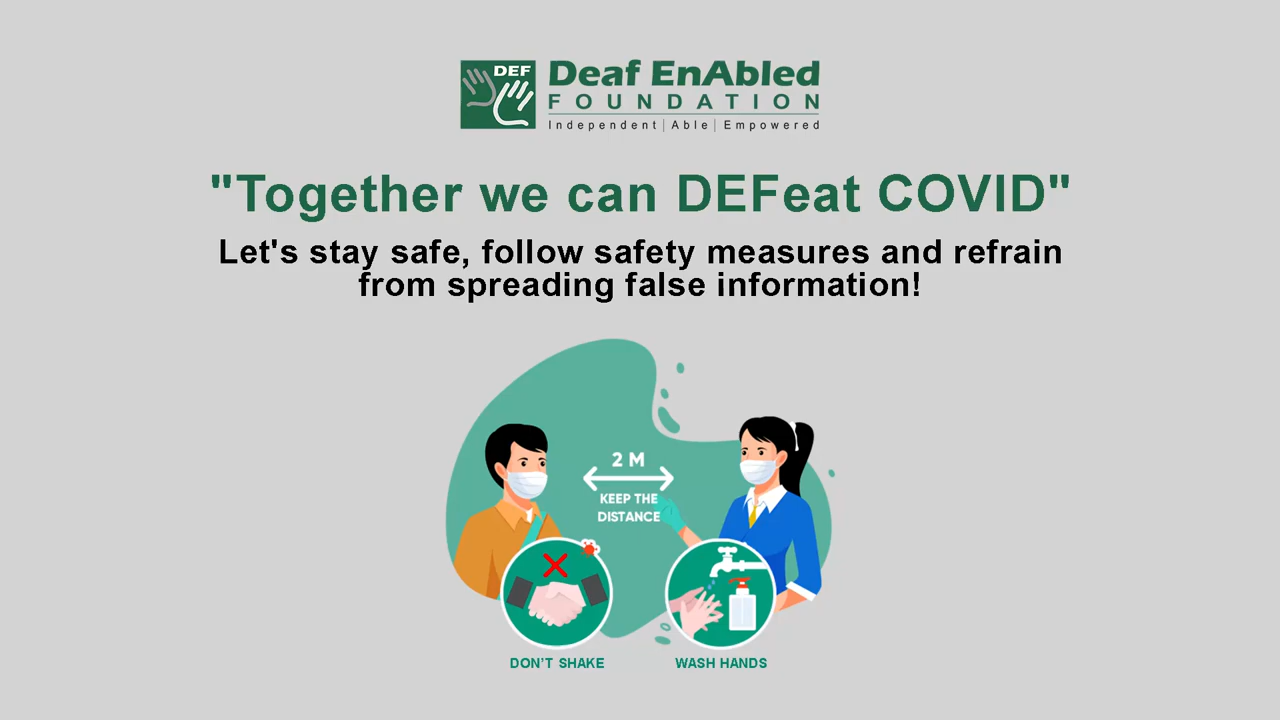 DEF
Deaf EnAbled
FOUNDATION
Independent | Able | Empowered
"Together we can DEFeat COVID"
Let's stay safe, follow safety measures and refrain
from spreading false information!
2 M
KEEP THE
DISTANCE
DON'T SHAKE
WASH HANDS